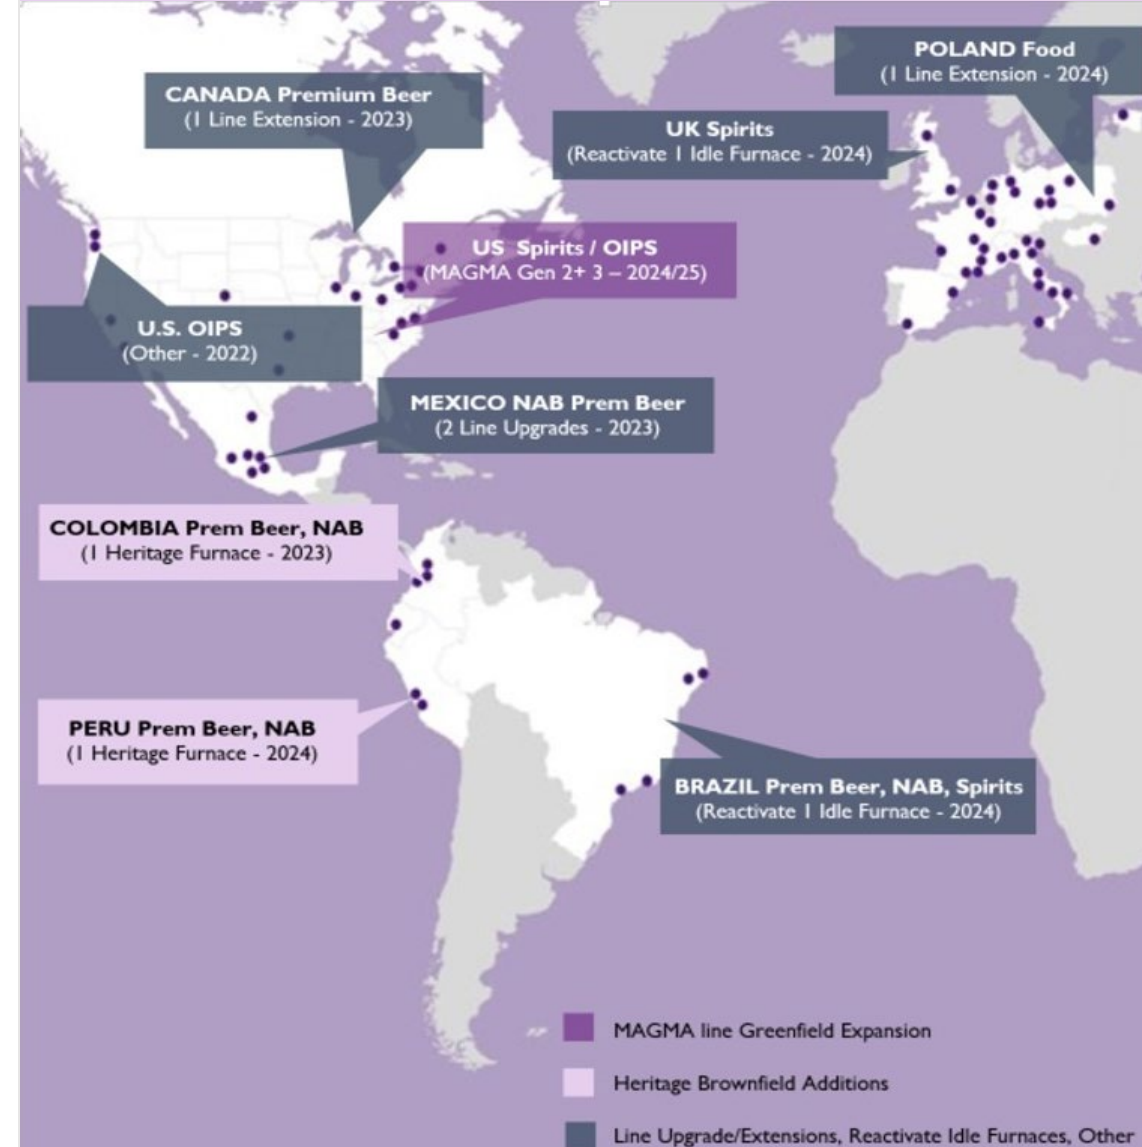 POLAND Food
(1 Line Extension - 2024)
CANADA Premium Beer
(1 Line Extension - 2023)
UK Spirits
(Reactivate 1 Idle Furnace - 2024)
US  Spirits / OIPS
(MAGMA Gen 2+ 3 – 2024/25)
U.S. OIPS
(Other - 2022)
MEXICO NAB Prem Beer
(2 Line Upgrades - 2023)
COLOMBIA Prem Beer, NAB
(1 Heritage Furnace - 2023)
PERU Prem Beer, NAB
(1 Heritage Furnace - 2024)
BRAZIL Prem Beer, NAB, Spirits
(Reactivate 1 Idle Furnace - 2024)
MAGMA line Greenfield Expansion
Heritage Brownfield Additions
Line Upgrade/Extensions, Reactivate Idle Furnaces, Other